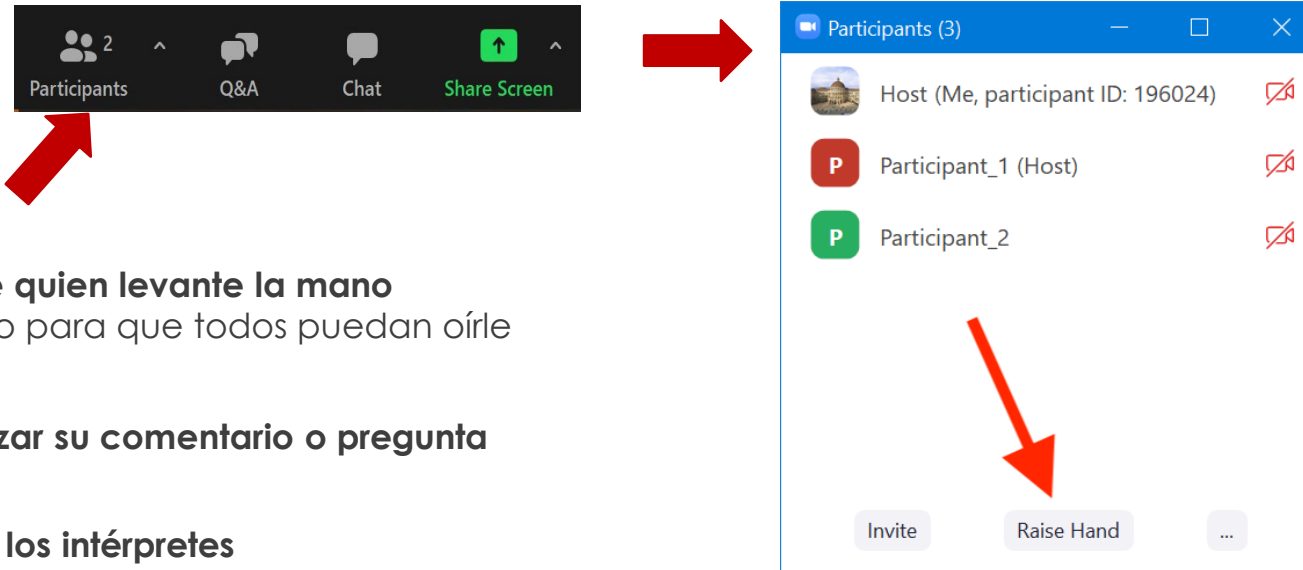 2
Participants
Q&A
Chat
Share Screen
quien levante la mano
o para que todos puedan oírle
zar su comentario o pregunta
los intérpretes
Participants (3)
Host (Me, participant ID: 196024)
P
Participant_1 (Host)
P
Participant_2
Invite
Raise Hand
...